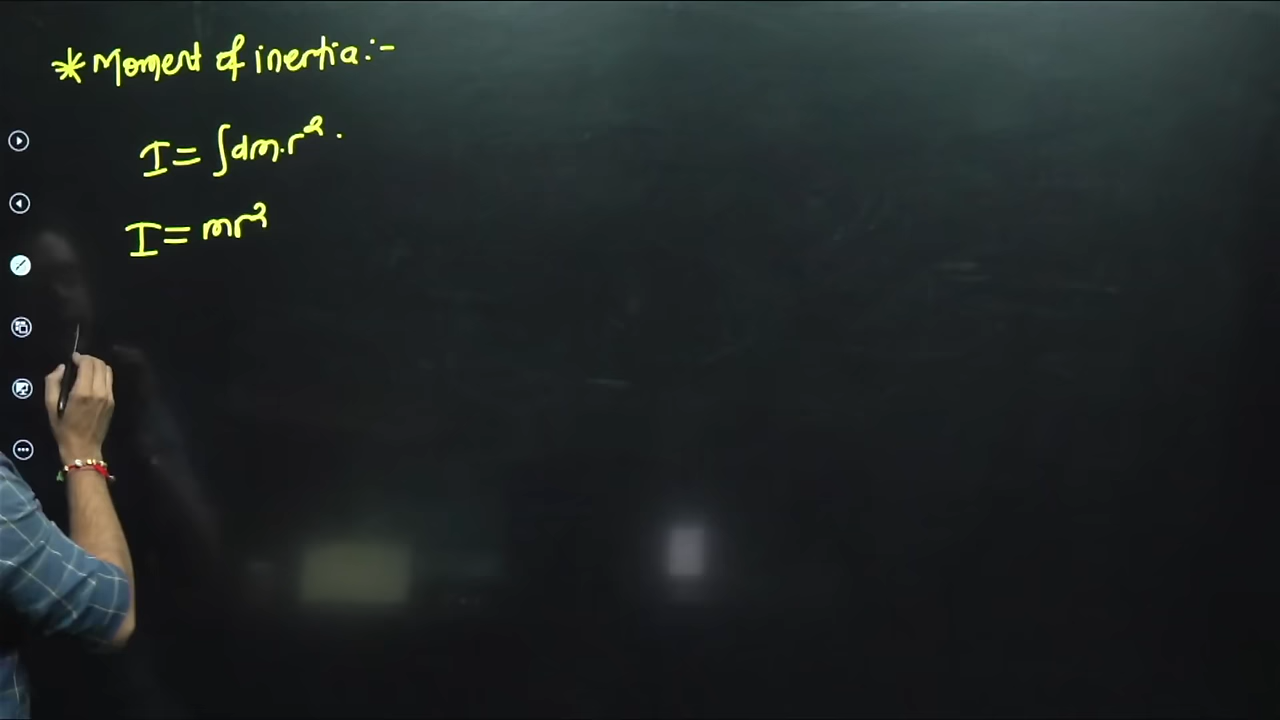 * Moment of inertia:-
I = ∫dm.r².
I = mr²